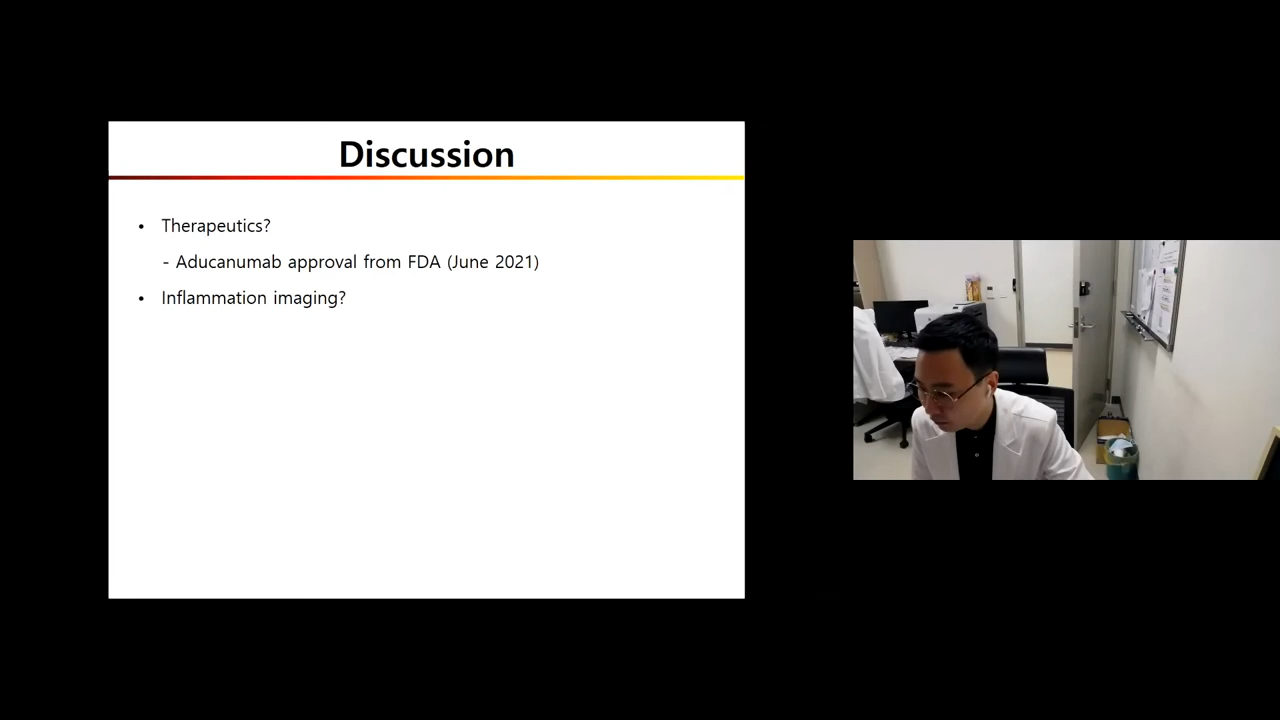 Discussion
• Therapeutics?
- Aducanumab approval from FDA (June 2021)
• Inflammation imaging?